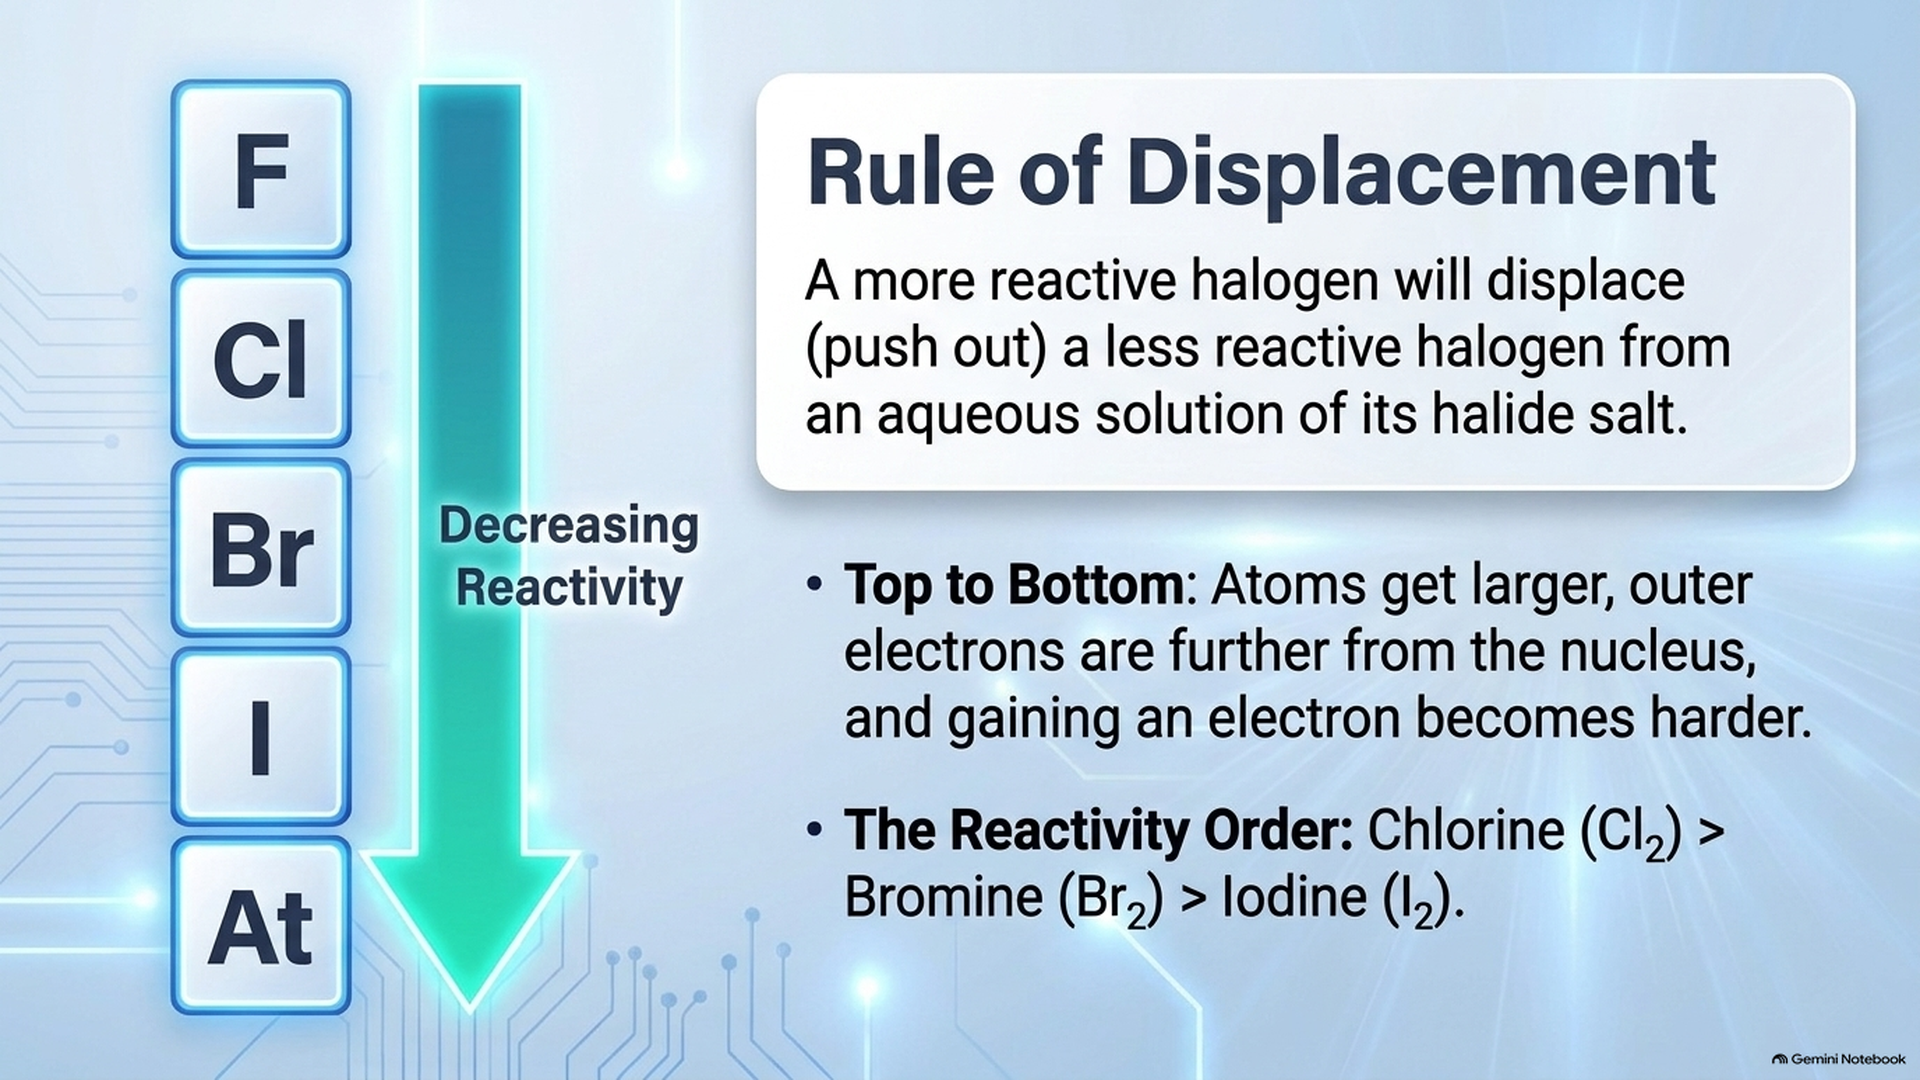 F
Cl
Br
I
At
Decreasing
Reactivity
Rule of Displacement
A more reactive halogen will displace
(push out) a less reactive halogen from
an aqueous solution of its halide salt.
• Top to Bottom: Atoms get larger, outer
electrons are further from the nucleus,
and gaining an electron becomes harder.
• The Reactivity Order: Chlorine (Cl₂) >
Bromine (Br₂) > Iodine (I₂).
Gemini Notebook